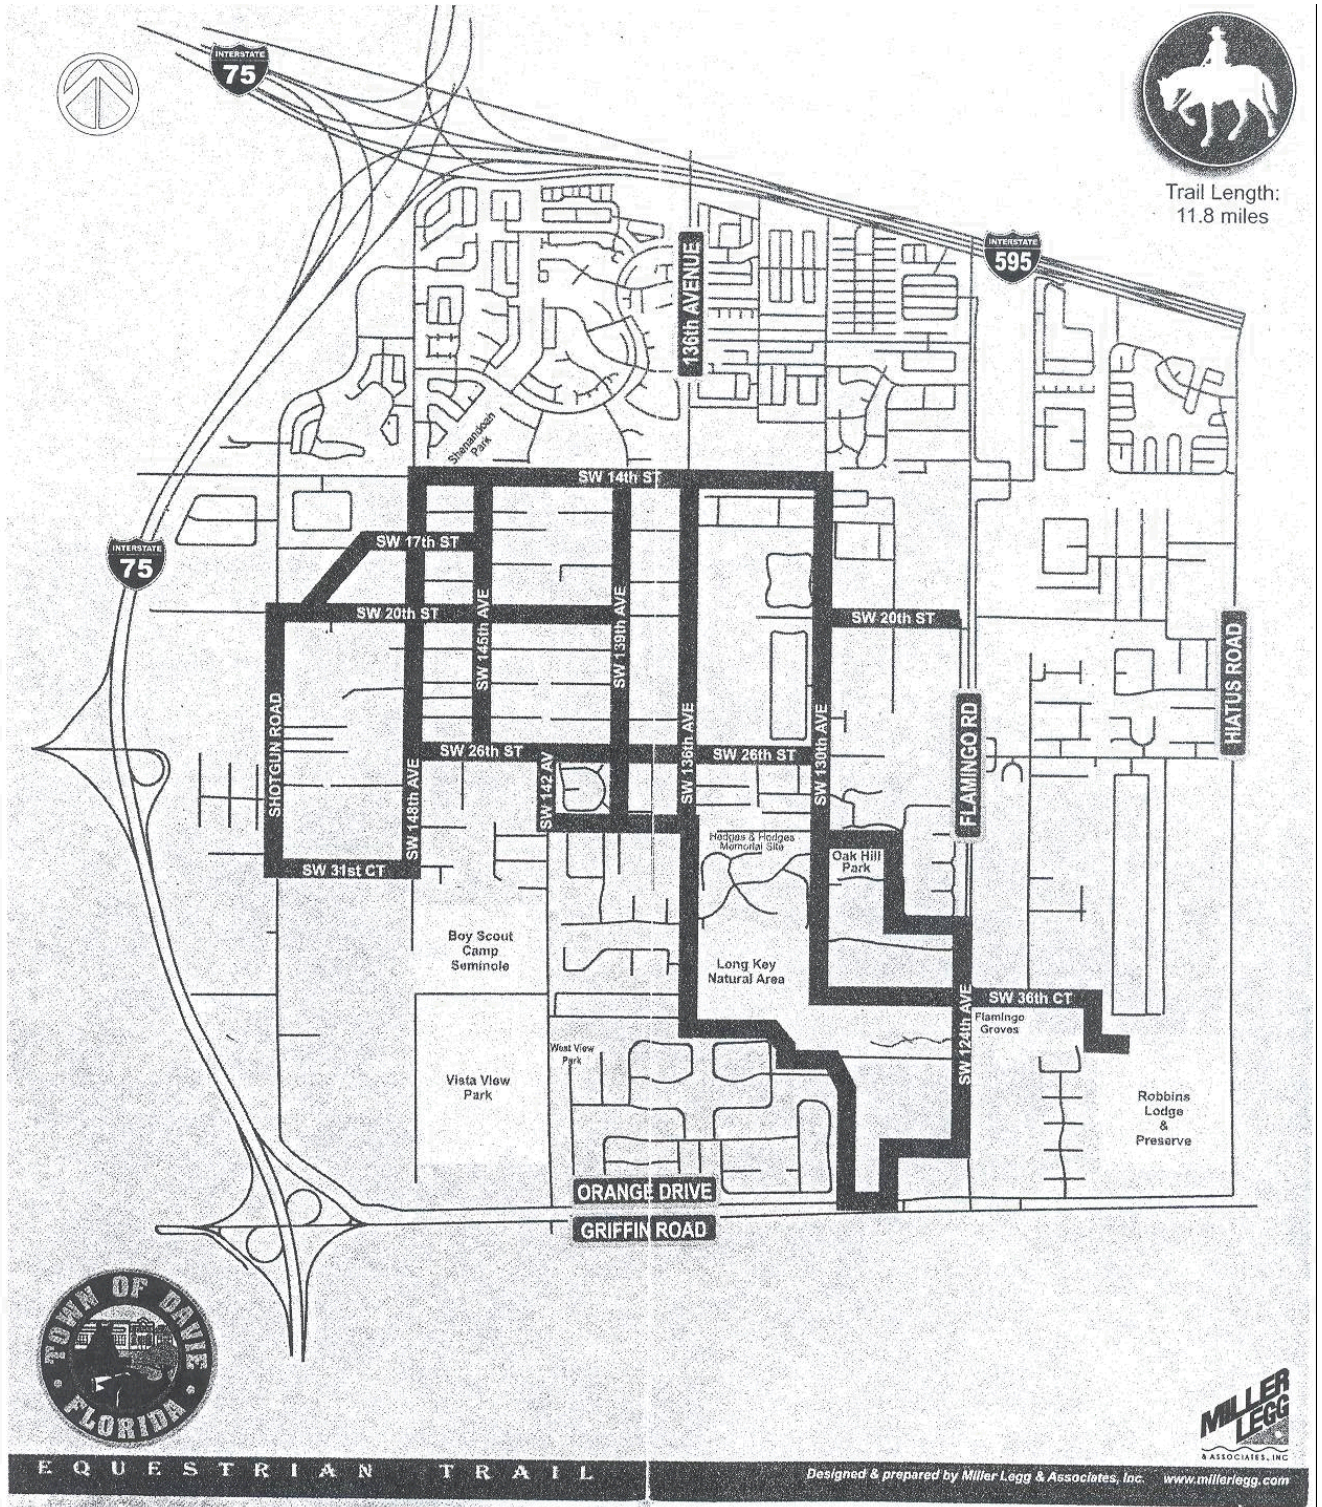 INTERSTATE
75
Trail Length:
11.8 miles
INTERSTATE
595
136th AVENUE
Shenandoah
Park
SW 14th ST
SW 17th ST
INTERSTATE
75
SW 20th ST
SW 20th ST
SW 145th AVE
SW 139th AVE
HIATUS ROAD
SHOTGUN ROAD
SW 148th AVE
SW 26th ST
SW 142 AV
SW 136th AVE
SW 26th ST
SW 130th AVE
FLAMINGO RD
Hedges & Hedges
Memorial Site
Oak Hill
Park
SW 31st CT
Boy Scout
Camp
Seminole
Long Key
Natural Area
SW 36th CT
Flamingo
Groves
SW 124th AVE
West View
Park
Vista View
Park
Robbins
Lodge
&
Preserve
ORANGE DRIVE
GRIFFIN ROAD
TOWN OF DAVIE
FLORIDA
MILLER
LEGG
& ASSOCIATES, INC
EQUESTRIAN TRAIL
Designed & prepared by Miller Legg & Associates, Inc. www.millerlegg.com